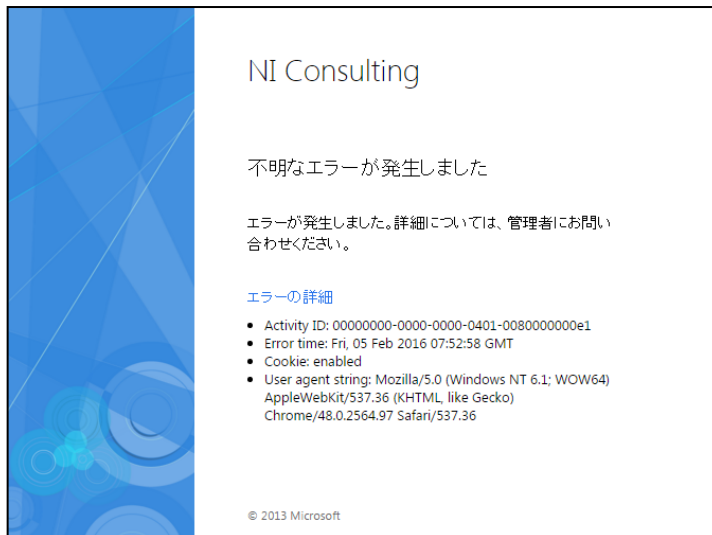 NI Consulting
不明なエラーが発生しました
エラーが発生しました。詳細については、管理者にお問い
合わせください。
エラーの詳細
• Activity ID: 00000000-0000-0000-0401-0080000000e1
• Error time: Fri, 05 Feb 2016 07:52:58 GMT
• Cookie: enabled
• User agent string: Mozilla/5.0 (Windows NT 6.1; WOW64)
AppleWebKit/537.36 (KHTML, like Gecko)
Chrome/48.0.2564.97 Safari/537.36
© 2013 Microsoft